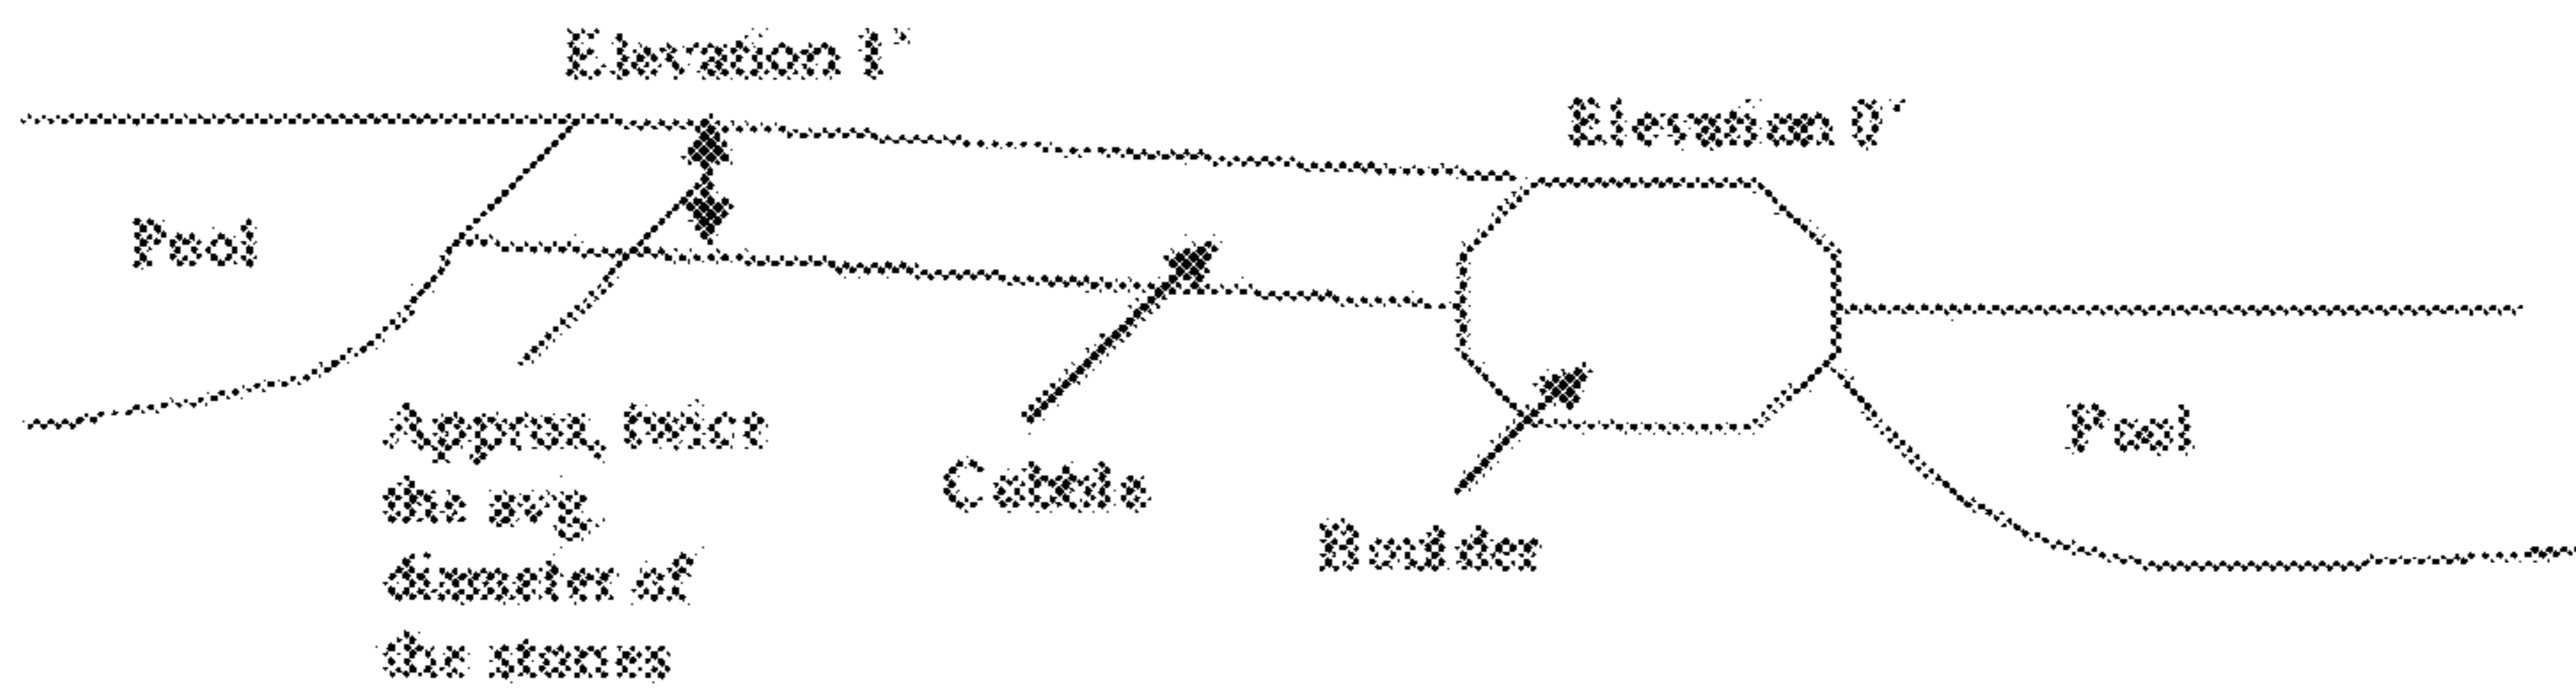 Elevation 1'
Elevation 0'
Pool
Approx. twice
the avg.
diameter of
the stones
Cobble
Boulder
Pool